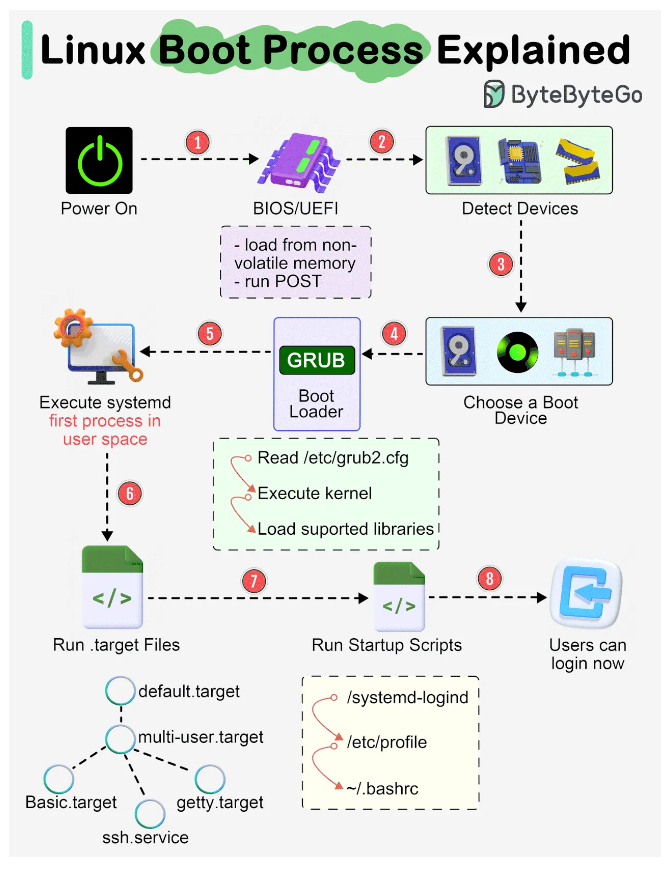 Linux Boot Process Explained
ByteByteGo
1
2
Power On
BIOS/UEFI
Detect Devices
- load from non-
volatile memory
- run POST
3
5
4
GRUB
Boot
Loader
Execute systemd
first process in
user space
Choose a Boot
Device
Read /etc/grub2.cfg
Execute kernel
Load suported libraries
6
7
8
</>
</>
Run .target Files
Run Startup Scripts
Users can
login now
default.target
multi-user.target
Basic.target
getty.target
ssh.service
/systemd-logind
/etc/profile
~/.bashrc